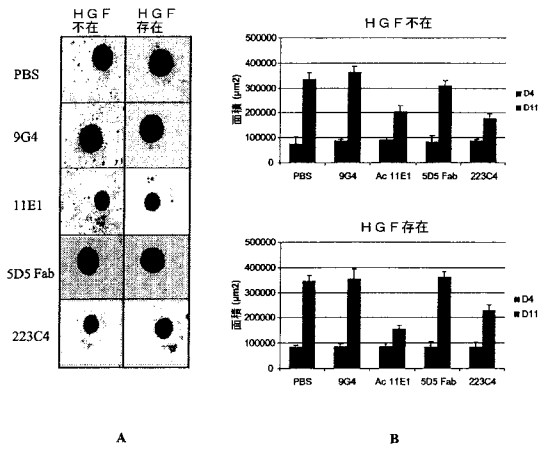 HGF
不在
HGF
存在
PBS
9G4
11E1
5D5 Fab
223C4
A
HGF不在
面積 (μm2)
500000
400000
300000
200000
100000
0
PBS
9G4
Ac 11E1
5D5 Fab
223C4
D4
D11
HGF存在
面積 (μm2)
500000
400000
300000
200000
100000
0
PBS
9G4
Ac 11E1
5D5 Fab
223C4
D4
D11
B